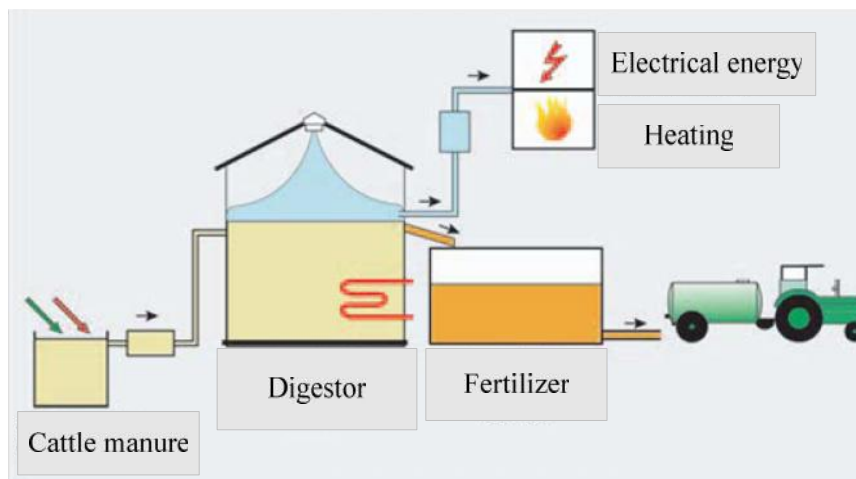 Electrical energy
Heating
Digestor
Fertilizer
Cattle manure